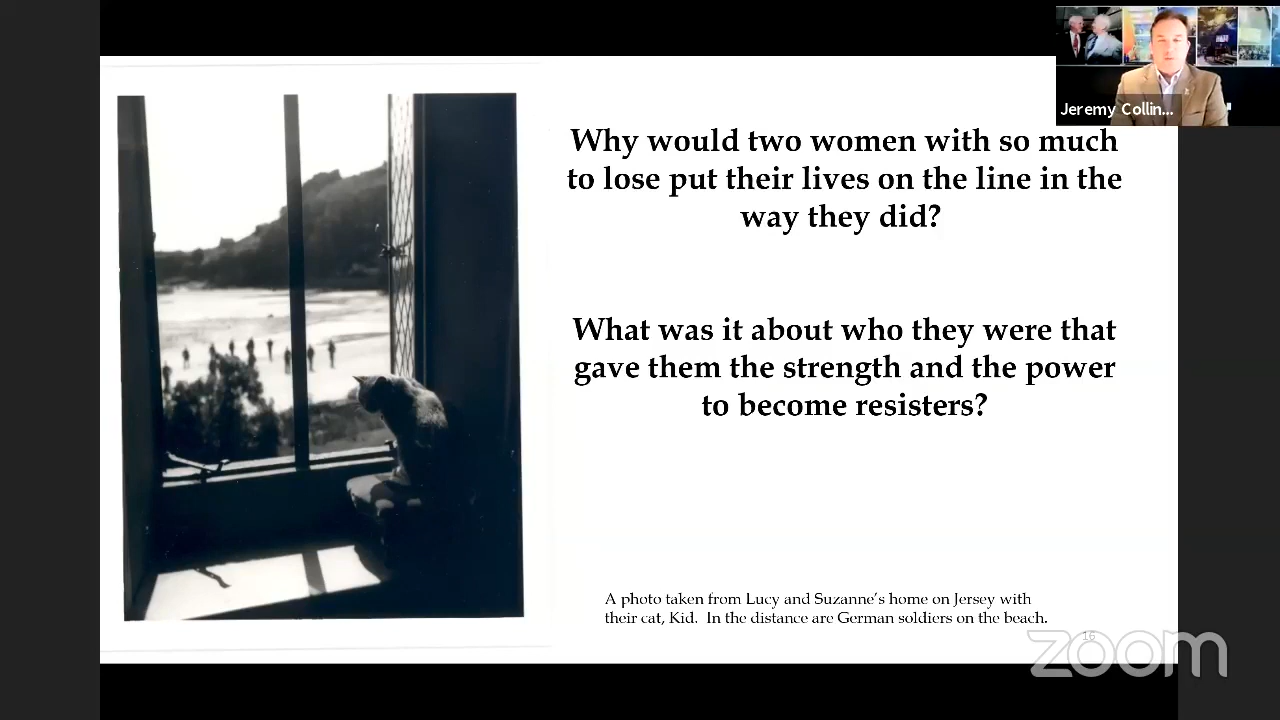 Jeremy Collin...
Why would two women with so much
to lose put their lives on the line in the
way they did?
What was it about who they were that
gave them the strength and the power
to become resisters?
A photo taken from Lucy and Suzanne's home on Jersey with
their cat, Kid.  In the distance are German soldiers on the beach.
16
zoom